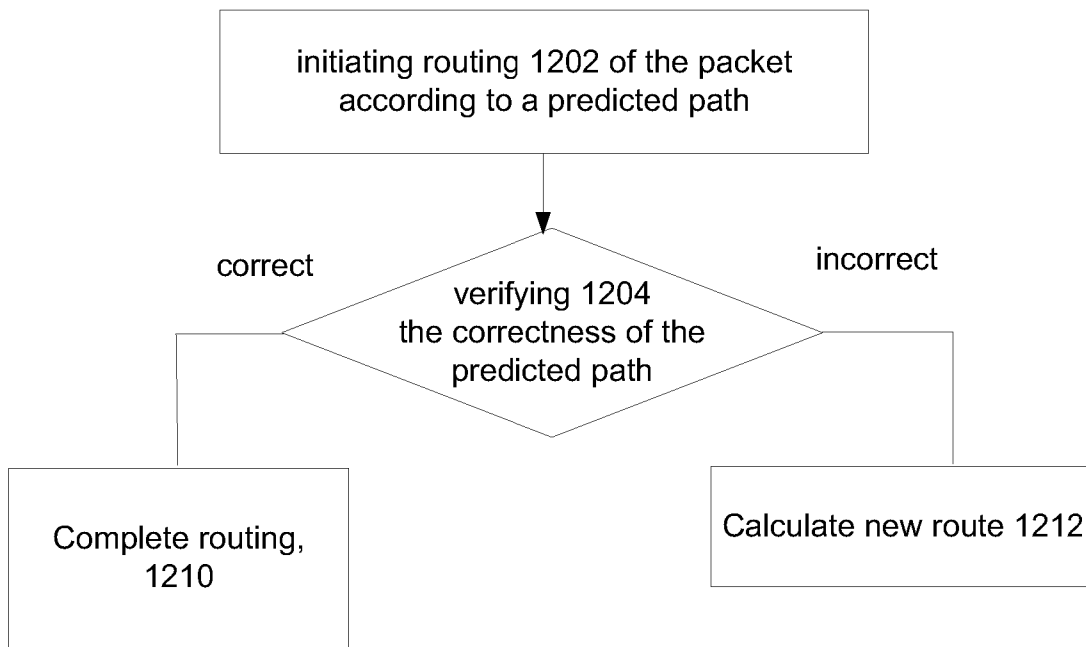 initiating routing 1202 of the packet
according to a predicted path
correct
incorrect
verifying 1204
the correctness of the
predicted path
Complete routing,
1210
Calculate new route 1212